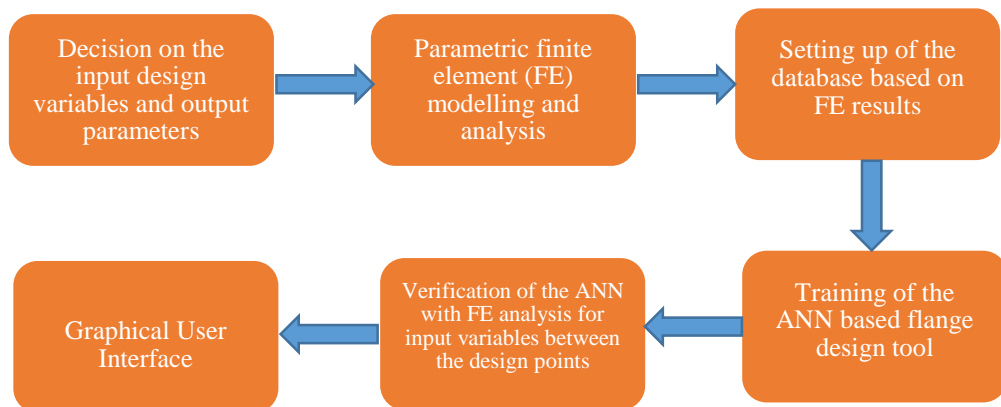 Decision on the
input design
variables and output
parameters
Parametric finite
element (FE)
modelling and
analysis
Setting up of the
database based on
FE results
Training of the
ANN based flange
design tool
Verification of the ANN
with FE analysis for
input variables between
the design points
Graphical User
Interface